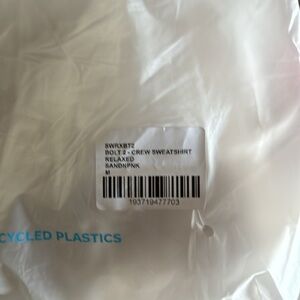 SWRXBT2
BOLT 2 - CREW SWEATSHIRT
RELAXED
SANDNPNK
M
193719477703
CYCLED PLASTICS